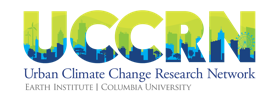 UCCRN
Urban Climate Change Research Network
EARTH INSTITUTE | COLUMBIA UNIVERSITY